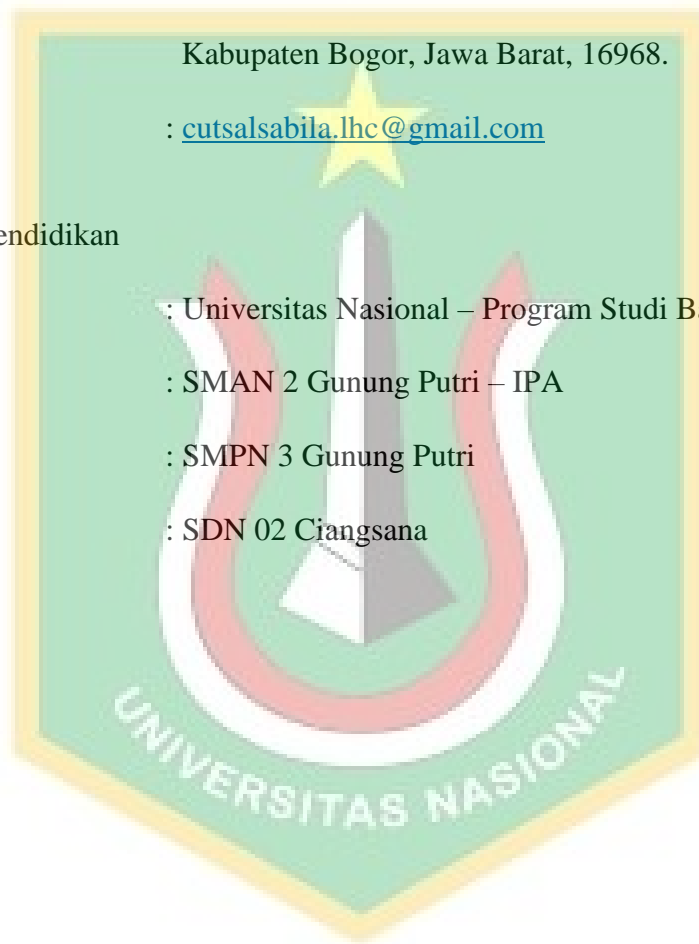 Kabupaten Bogor, Jawa Barat, 16968.
: cutsalsabila.lhc@gmail.com
endidikan
: Universitas Nasional – Program Studi Ba
: SMAN 2 Gunung Putri – IPA
: SMPN 3 Gunung Putri
: SDN 02 Ciangsana
UNIVERSITAS NASIONAL